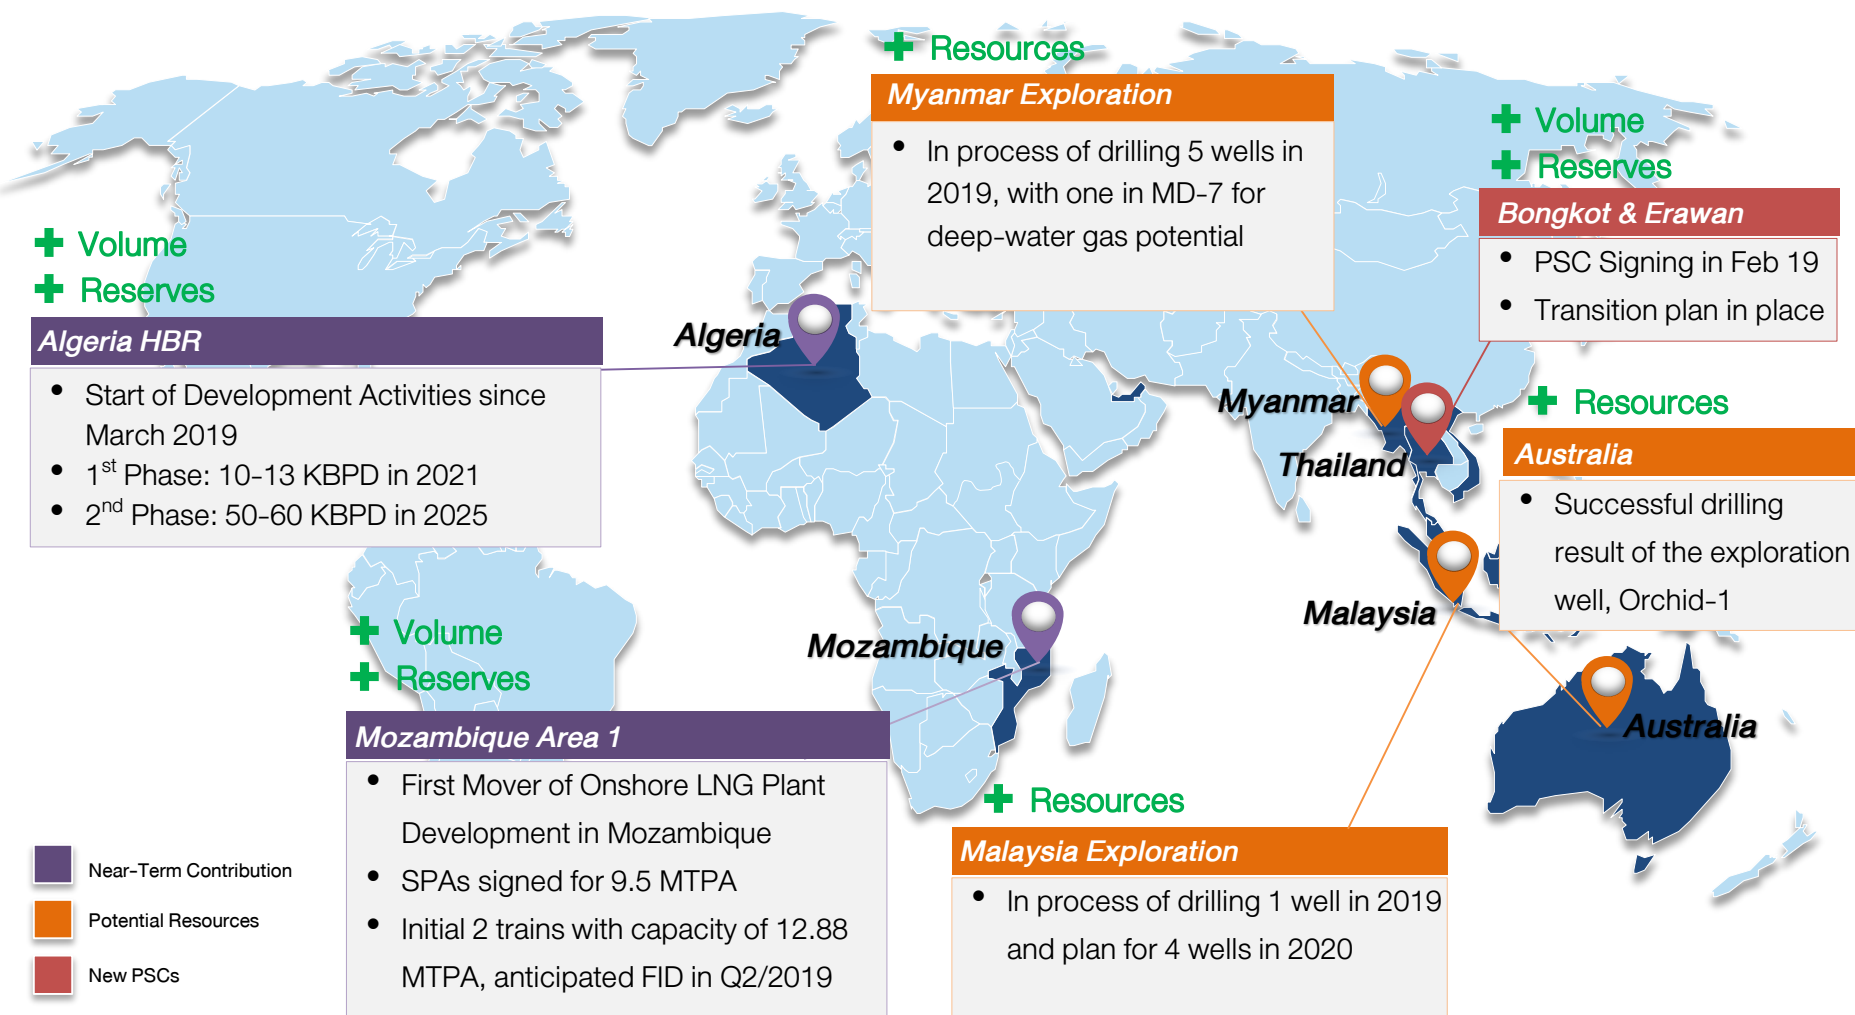 + Resources
Myanmar Exploration
• In process of drilling 5 wells in
2019, with one in MD-7 for
deep-water gas potential
+ Volume
+ Reserves
Bongkot & Erawan
• PSC Signing in Feb 19
• Transition plan in place
+ Volume
+ Reserves
Algeria HBR
• Start of Development Activities since
March 2019
• 1st Phase: 10-13 KBPD in 2021
• 2nd Phase: 50-60 KBPD in 2025
Algeria
Myanmar
Thailand
+ Resources
Australia
• Successful drilling
result of the exploration
well, Orchid-1
Malaysia
Mozambique
Australia
+ Volume
+ Reserves
Mozambique Area 1
• First Mover of Onshore LNG Plant
Development in Mozambique
• SPAs signed for 9.5 MTPA
• Initial 2 trains with capacity of 12.88
MTPA, anticipated FID in Q2/2019
+ Resources
Malaysia Exploration
• In process of drilling 1 well in 2019
and plan for 4 wells in 2020
Near-Term Contribution
Potential Resources
New PSCs